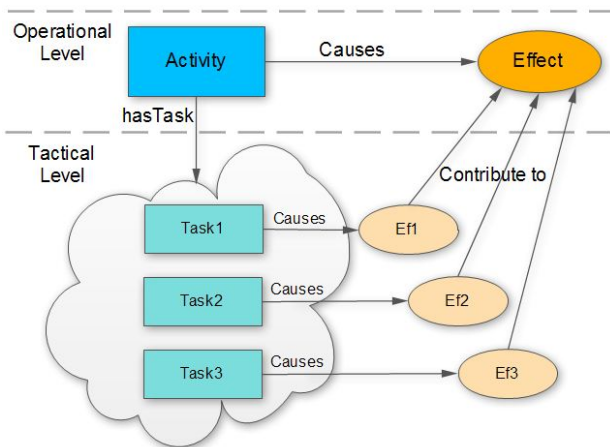 Operational
Level
Activity
Causes
Effect
hasTask
Tactical
Level
Contribute to
Task1
Causes
Ef1
Task2
Causes
Ef2
Task3
Causes
Ef3